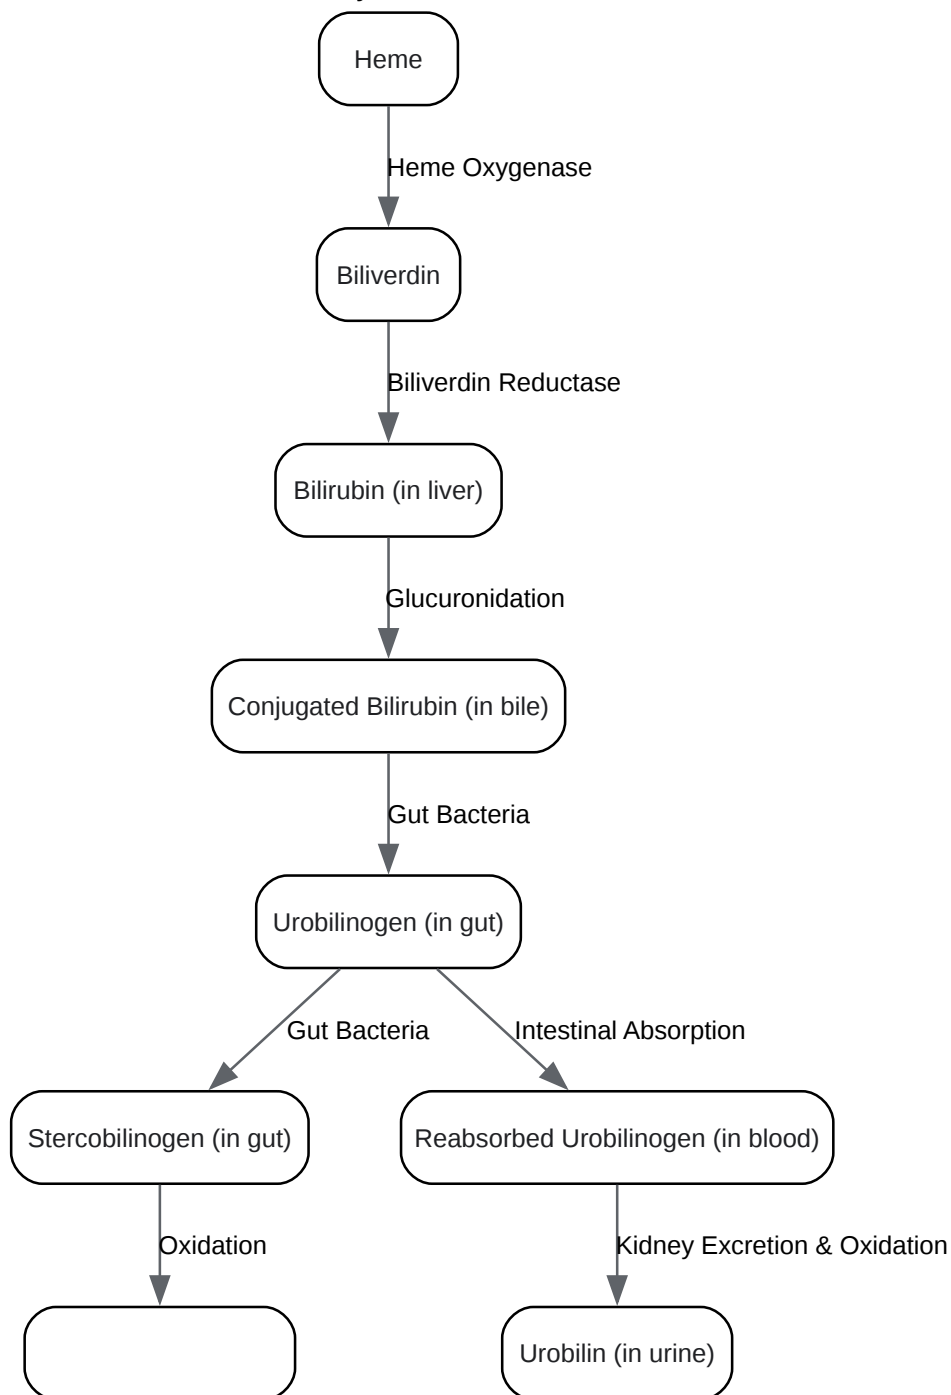 Heme
Heme Oxygenase
Biliverdin
Biliverdin Reductase
Bilirubin (in liver)
Glucuronidation
Conjugated Bilirubin (in bile)
Gut Bacteria
Urobilinogen (in gut)
Gut Bacteria
Intestinal Absorption
Stercobilinogen (in gut)
Reabsorbed Urobilinogen (in blood)
Oxidation
Kidney Excretion & Oxidation
Urobilin (in urine)